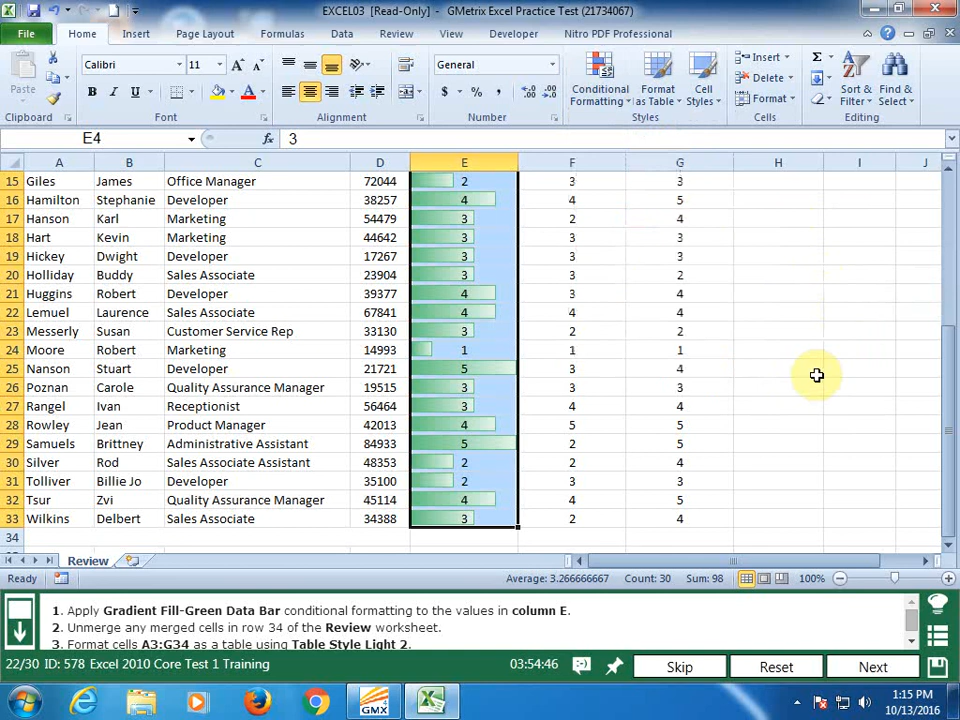 EXCEL03 [Read-Only] - GMetrix Excel Practice Test (21734067)
File Home Insert Page Layout Formulas Data Review View Developer Nitro PDF Professional
Paste
Clipboard
Calibri 11
B I U
Font
Alignment
General
$ % ,
Number
Conditional Formatting
Format as Table
Cell Styles
Styles
Insert
Delete
Format
Cells
Sort & Filter
Find & Select
Editing
E4 fx 3
A B C D E F G H I J
15 Giles James Office Manager 72044 2 3 3
16 Hamilton Stephanie Developer 38257 4 4 5
17 Hanson Karl Marketing 54479 3 2 4
18 Hart Kevin Marketing 44642 3 3 3
19 Hickey Dwight Developer 17267 3 3 3
20 Holliday Buddy Sales Associate 23904 3 3 2
21 Huggins Robert Developer 39377 4 3 4
22 Lemuel Laurence Sales Associate 67841 4 4 4
23 Messerly Susan Customer Service Rep 33130 3 2 2
24 Moore Robert Marketing 14993 1 1 1
25 Nanson Stuart Developer 21721 5 3 4
26 Poznan Carole Quality Assurance Manager 19515 3 3 3
27 Rangel Ivan Receptionist 56464 3 4 4
28 Rowley Jean Product Manager 42013 4 5 5
29 Samuels Brittney Administrative Assistant 84933 5 2 5
30 Silver Rod Sales Associate Assistant 48353 2 2 4
31 Tolliver Billie Jo Developer 35100 2 3 3
32 Tsur Zvi Quality Assurance Manager 45114 4 4 5
33 Wilkins Delbert Sales Associate 34388 3 2 4
34
Review
Ready Average: 3.266666667 Count: 30 Sum: 98 100%
1. Apply Gradient Fill-Green Data Bar conditional formatting to the values in column E.
2. Unmerge any merged cells in row 34 of the Review worksheet.
3. Format cells A3:G34 as a table using Table Style Light 2.
22/30 ID: 578 Excel 2010 Core Test 1 Training 03:54:46 Skip Reset Next
GMX
1:15 PM
10/13/2016